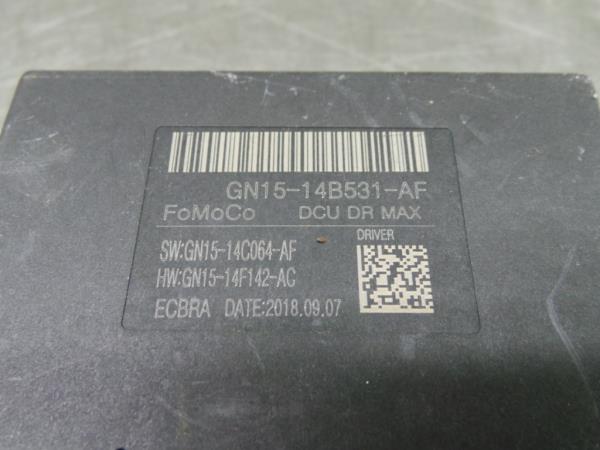 GN15-14B531-AF
FoMoCo DCU DR MAX
DRIVER
SW:GN15-14C064-AF
HW:GN15-14F142-AC
ECBRA DATE:2018.09.07